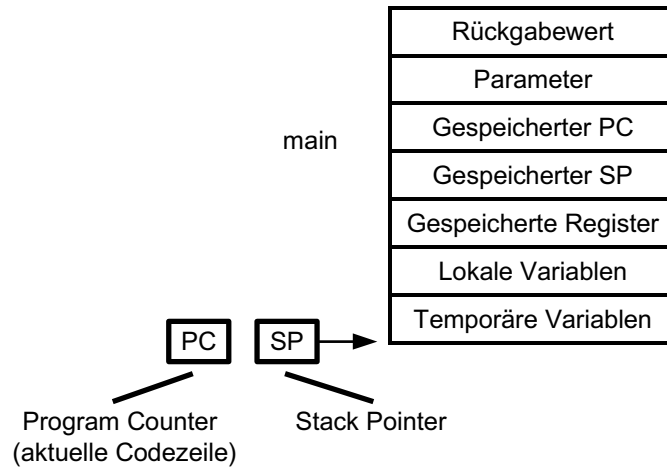 Rückgabewert
Parameter
main
Gespeicherter PC
Gespeicherter SP
Gespeicherte Register
Lokale Variablen
Temporäre Variablen
PC
SP
Program Counter
(aktuelle Codezeile)
Stack Pointer